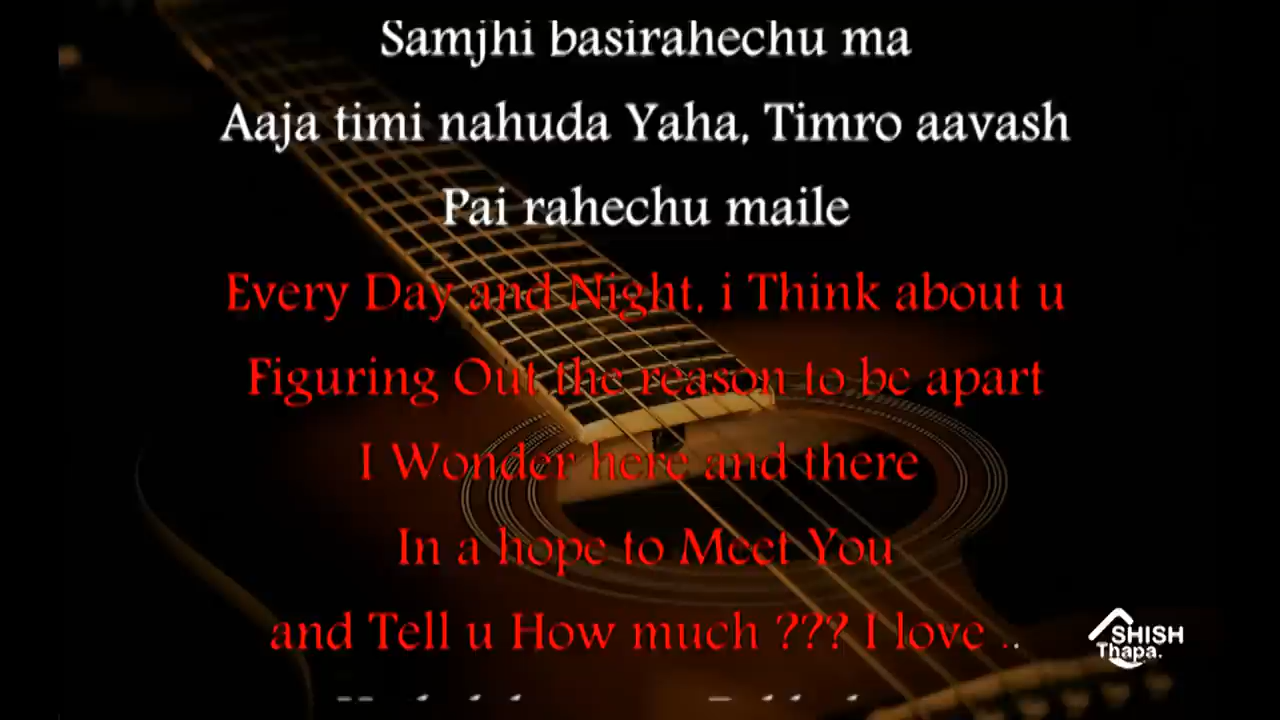 Samjhi basirahechu ma
Aaja timi nahuda Yaha, Timro aavash
Pai rahechu maile
Every Day and Night, i Think about u
Figuring Out the reason to be apart
I Wonder here and there
In a hope to Meet You
and Tell u How much ??? I love ..
ASHISH
Thapa.